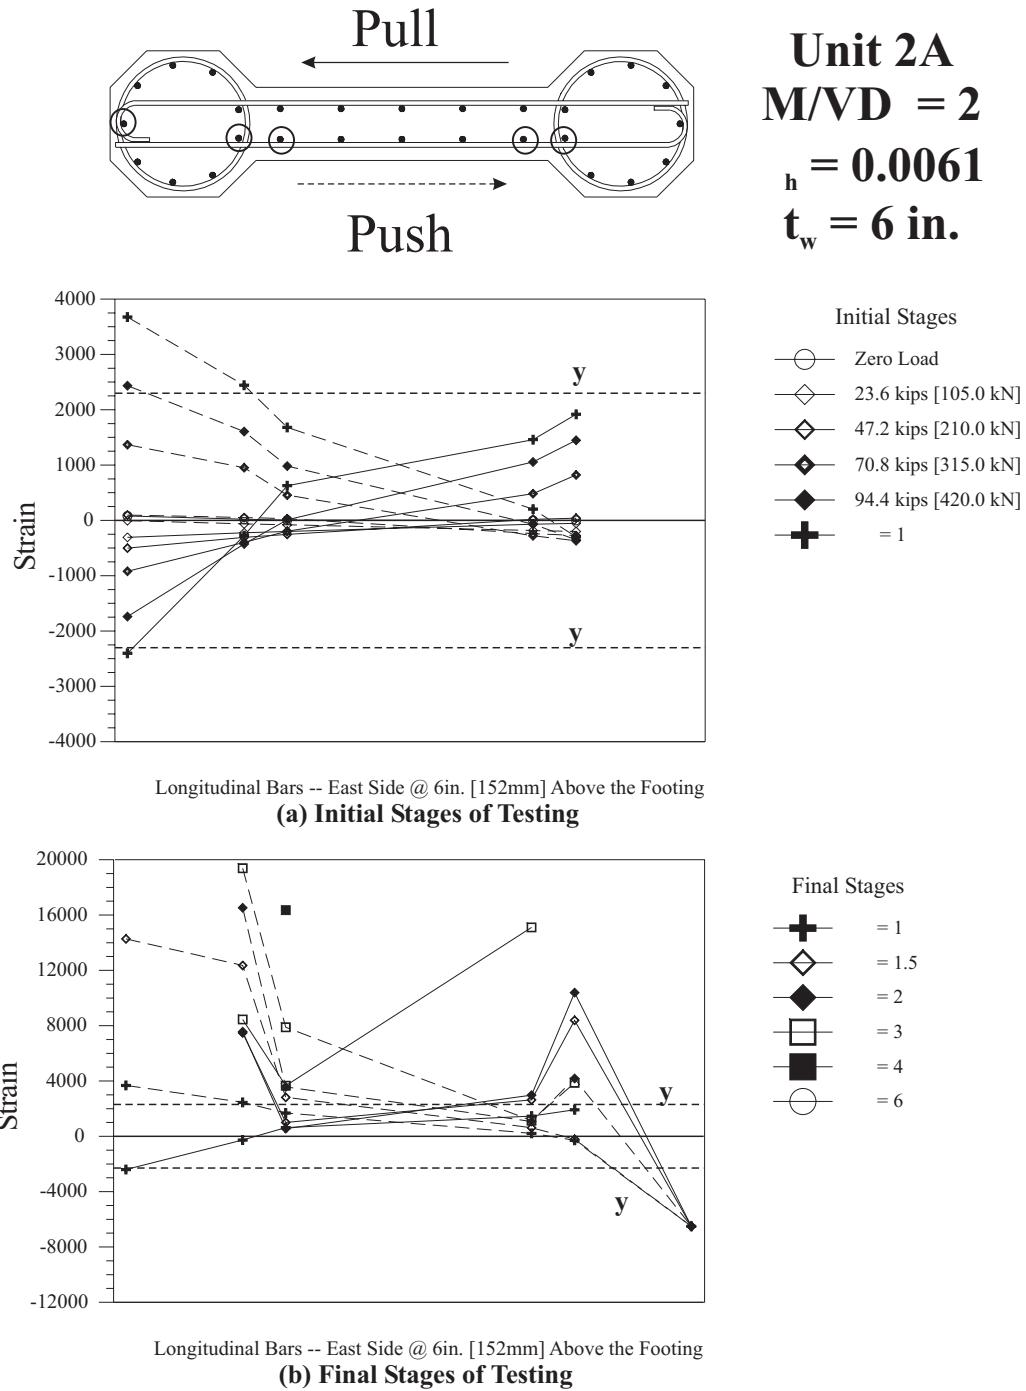 Pull
Push
Unit 2A
M/VD = 2
h = 0.0061
tw = 6 in.
4000
3000
2000
1000
0
-1000
-2000
-3000
-4000
Strain
y
y
Initial Stages
Zero Load
23.6 kips [105.0 kN]
47.2 kips [210.0 kN]
70.8 kips [315.0 kN]
94.4 kips [420.0 kN]
= 1
Longitudinal Bars -- East Side @ 6in. [152mm] Above the Footing
(a) Initial Stages of Testing
20000
16000
12000
8000
4000
0
-4000
-8000
-12000
Strain
y
y
Final Stages
= 1
= 1.5
= 2
= 3
= 4
= 6
Longitudinal Bars -- East Side @ 6in. [152mm] Above the Footing
(b) Final Stages of Testing